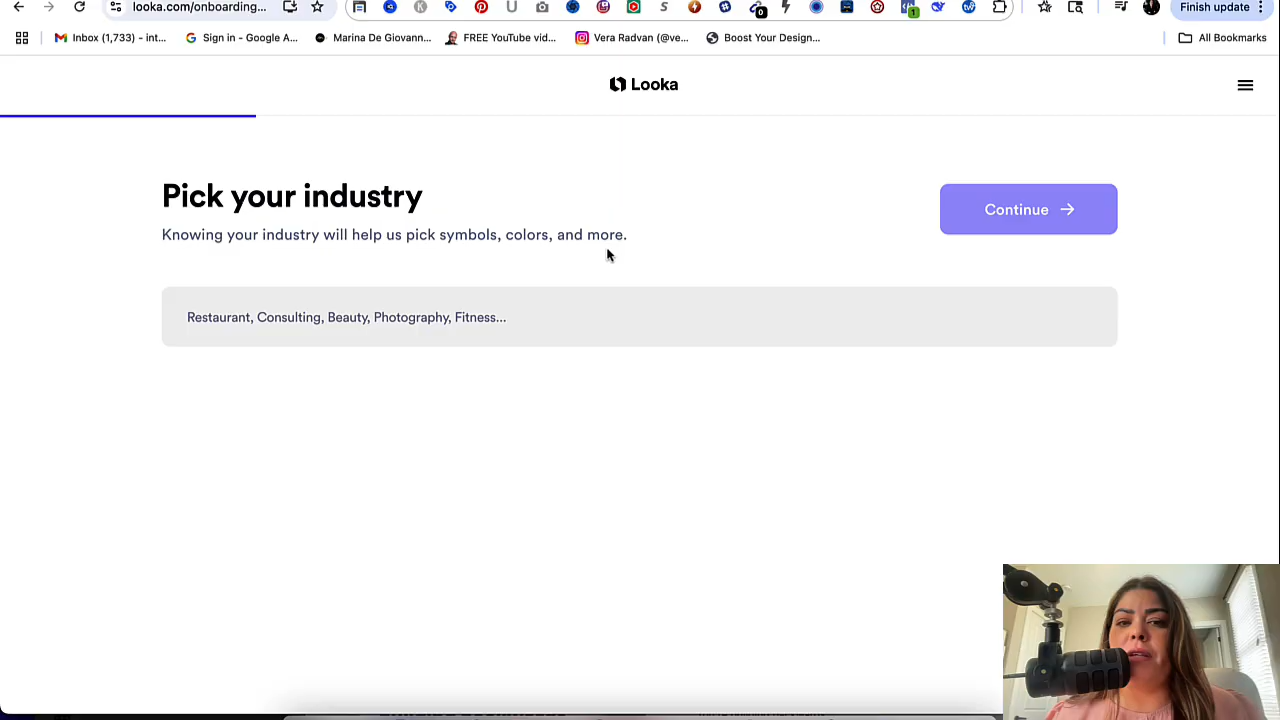 looka.com/onboarding...
Finish update
Inbox (1,733) - int...
Sign in - Google A...
Marina De Giovann...
FREE YouTube vid...
Vera Radvan (@ve...
Boost Your Design...
All Bookmarks
Looka
Pick your industry
Continue
Knowing your industry will help us pick symbols, colors, and more.
Restaurant, Consulting, Beauty, Photography, Fitness...